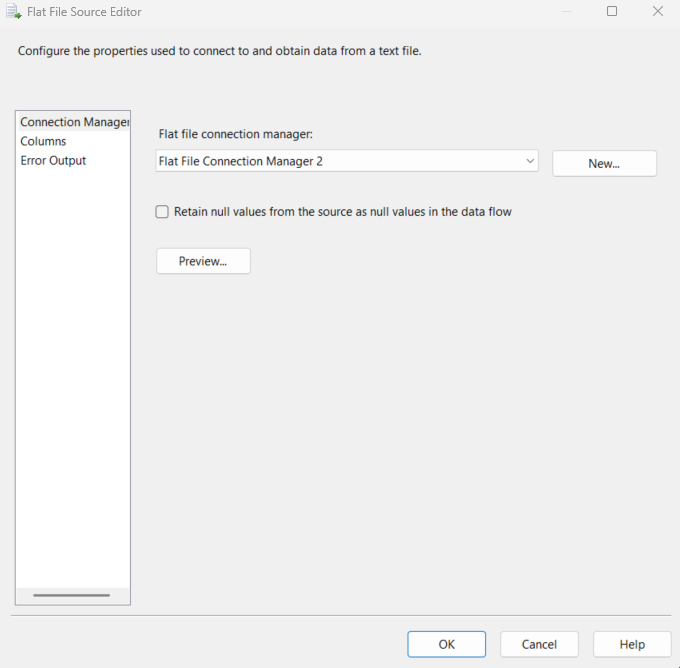 Flat File Source Editor
Configure the properties used to connect to and obtain data from a text file.
Connection Manager
Columns
Error Output
Flat file connection manager:
Flat File Connection Manager 2
New...
Retain null values from the source as null values in the data flow
Preview...
OK
Cancel
Help